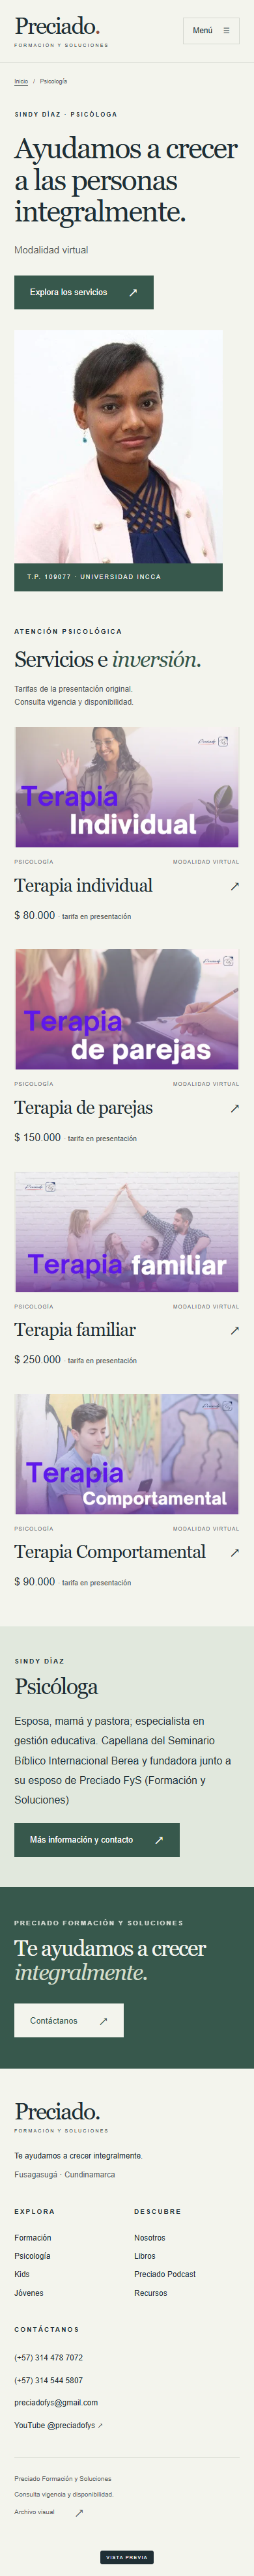 Preciado.
FORMACIÓN Y SOLUCIONES
Menú ☰
Inicio / Psicología
SINDY DÍAZ · PSICÓLOGA
Ayudamos a crecer
a las personas
integralmente.
Modalidad virtual
Explora los servicios ↗
T.P. 109077 · UNIVERSIDAD INCCA
ATENCIÓN PSICOLÓGICA
Servicios e inversión.
Tarifas de la presentación original.
Consulta vigencia y disponibilidad.
Terapia
Individual
PSICOLOGÍA MODALIDAD VIRTUAL
Terapia individual ↗
$ 80.000 · tarifa en presentación
Terapia
de parejas
PSICOLOGÍA MODALIDAD VIRTUAL
Terapia de parejas ↗
$ 150.000 · tarifa en presentación
Terapia familiar
PSICOLOGÍA MODALIDAD VIRTUAL
Terapia familiar ↗
$ 250.000 · tarifa en presentación
Terapia
Comportamental
PSICOLOGÍA MODALIDAD VIRTUAL
Terapia Comportamental ↗
$ 90.000 · tarifa en presentación
SINDY DÍAZ
Psicóloga
Esposa, mamá y pastora; especialista en
gestión educativa. Capellana del Seminario
Bíblico Internacional Berea y fundadora junto a
su esposo de Preciado FyS (Formación y
Soluciones)
Más información y contacto ↗
PRECIADO FORMACIÓN Y SOLUCIONES
Te ayudamos a crecer
integralmente.
Contáctanos ↗
Preciado.
FORMACIÓN Y SOLUCIONES
Te ayudamos a crecer integralmente.
Fusagasugá · Cundinamarca
EXPLORA
Formación
Psicología
Kids
Jóvenes
DESCUBRE
Nosotros
Libros
Preciado Podcast
Recursos
CONTÁCTANOS
(+57) 314 478 7072
(+57) 314 544 5807
preciadofys@gmail.com
YouTube @preciadofys ↗
Preciado Formación y Soluciones
Consulta vigencia y disponibilidad.
Archivo visual ↗
VISTA PREVIA